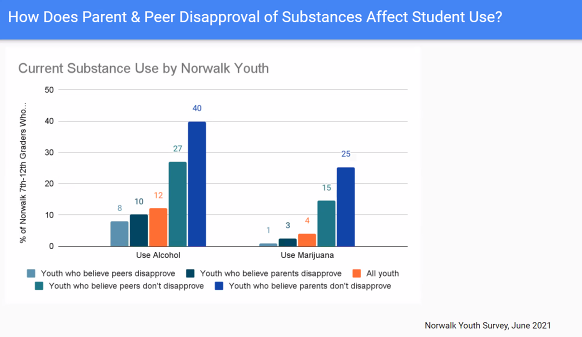 How Does Parent & Peer Disapproval of Substances Affect Student Use?
Current Substance Use by Norwalk Youth
% of Norwalk 7th-12th Graders Who...
50
40
30
20
10
0
8
10
12
27
40
1
3
4
15
25
Use Alcohol
Use Marijuana
Youth who believe peers disapprove
Youth who believe parents disapprove
All youth
Youth who believe peers don't disapprove
Youth who believe parents don't disapprove
Norwalk Youth Survey, June 2021